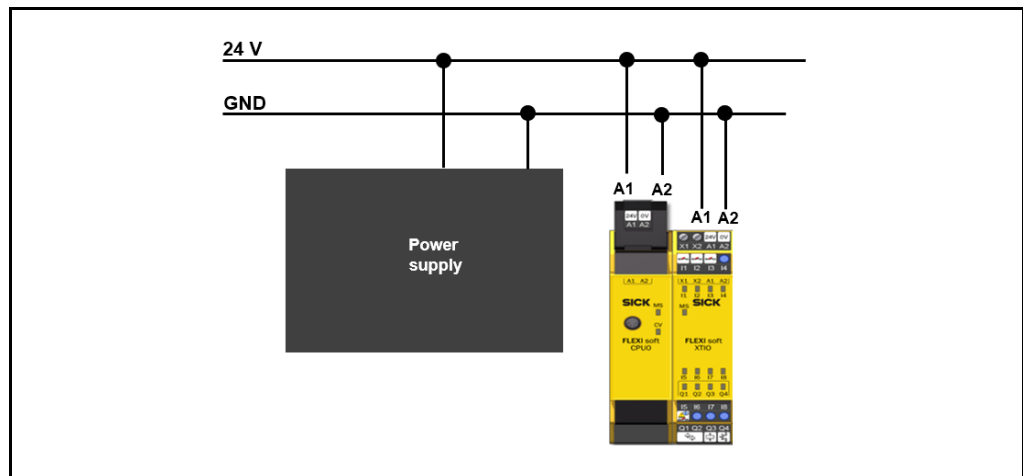 24 V
GND
A1 A2
A1 A2
Power
supply
24V 0V
A1 A2
24V 0V
X1 X2 A1 A2
I1 I2 I3 I4
A1 A2
X1 X2 A1 A2
I1 I2 I3 I4
SICK MS
MS SICK
CV
FLEXI soft
CPU0
FLEXI soft
XTIO
I5 I6 I7 I8
Q1 Q2 Q3 Q4
I5 I6 I7 I8
Q1 Q2 Q3 Q4